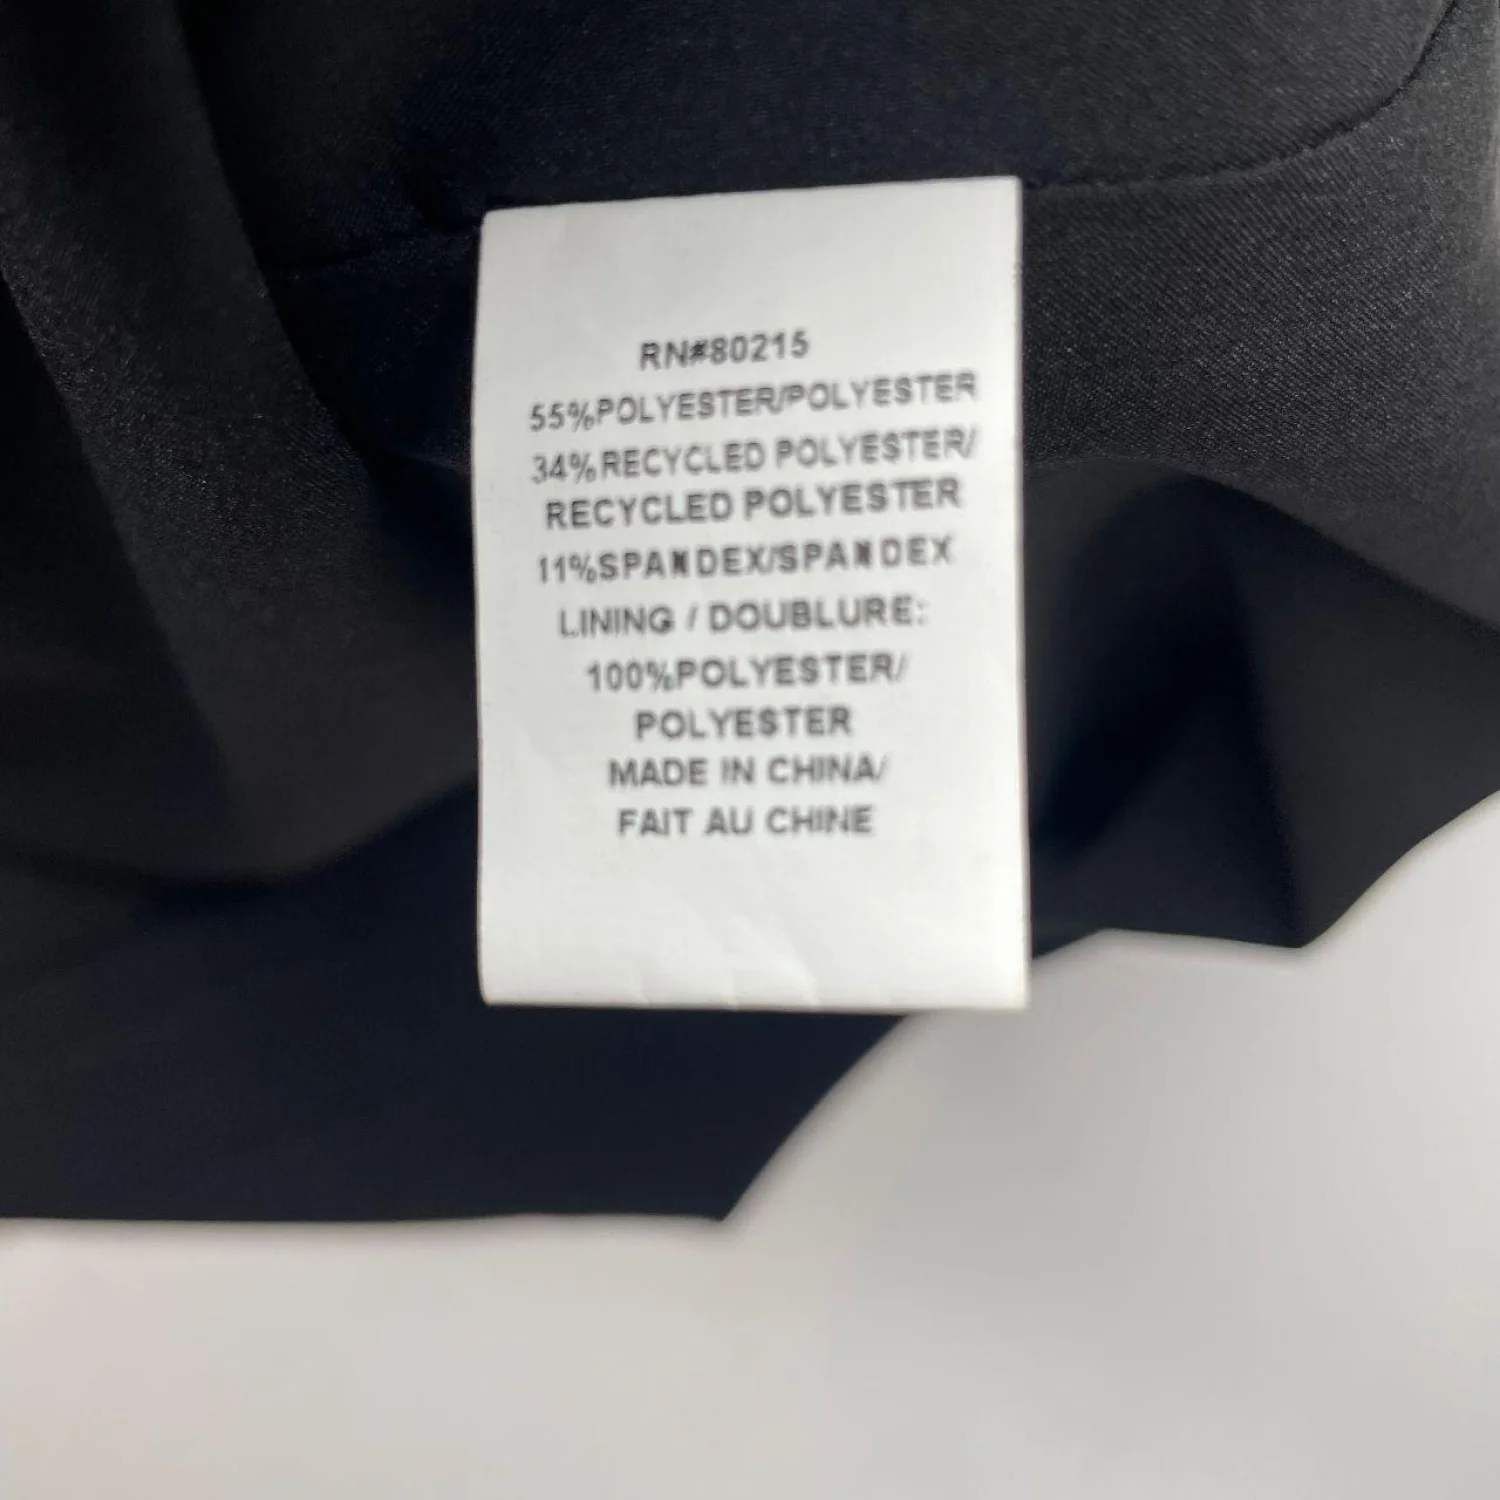 RN#80215
55%POLYESTER/POLYESTER
34%RECYCLED POLYESTER/
RECYCLED POLYESTER
11%SPANDEX/SPANDEX
LINING / DOUBLURE:
100%POLYESTER/
POLYESTER
MADE IN CHINA/
FAIT AU CHINE